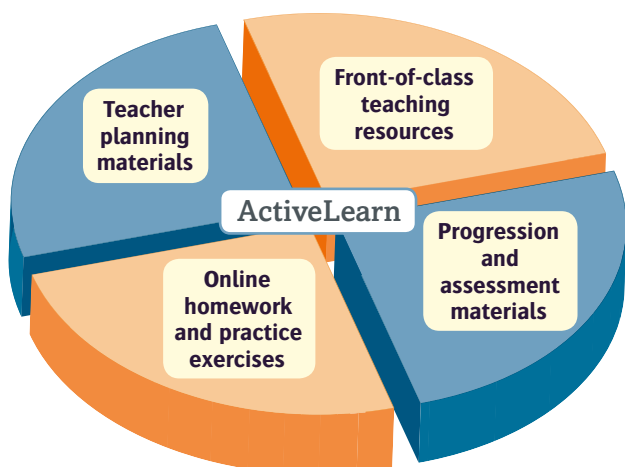 Front-of-class
teaching
resources
Teacher
planning
materials
ActiveLearn
Progression
and
assessment
materials
Online
homework
and practice
exercises